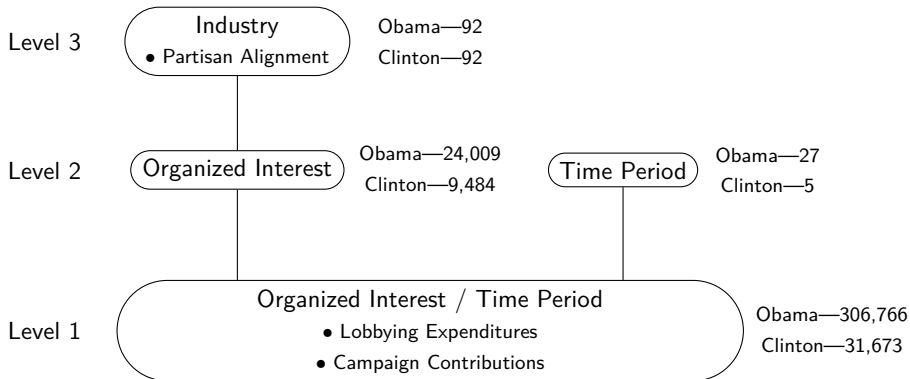 Level 3
Industry
• Partisan Alignment
Obama—92
Clinton—92
Level 2
Organized Interest
Obama—24,009
Clinton—9,484
Time Period
Obama—27
Clinton—5
Level 1
Organized Interest / Time Period
• Lobbying Expenditures
• Campaign Contributions
Obama—306,766
Clinton—31,673